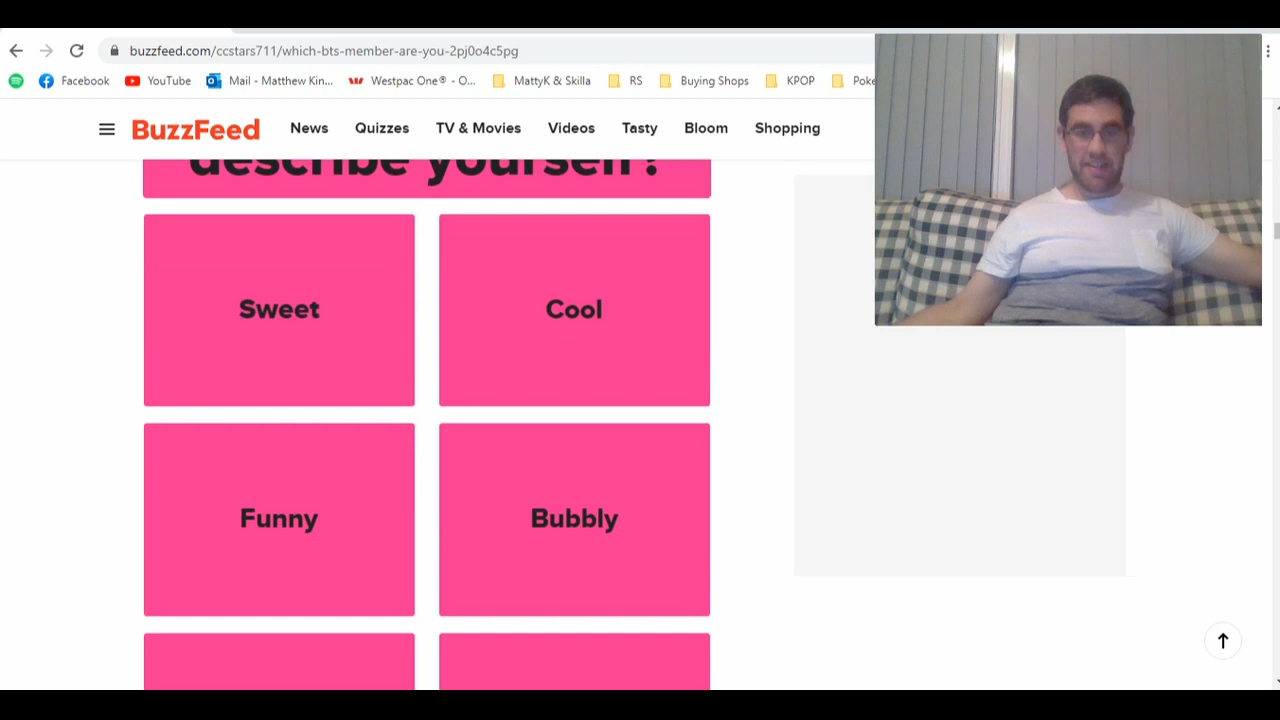 buzzfeed.com/ccstars711/which-bts-member-are-you-2pj0o4c5pg
Facebook YouTube Mail - Matthew Kin... Westpac One® - O... MattyK & Skilla RS Buying Shops KPOP Poke
BuzzFeed News Quizzes TV & Movies Videos Tasty Bloom Shopping
describe yourself?
Sweet Cool
Funny Bubbly